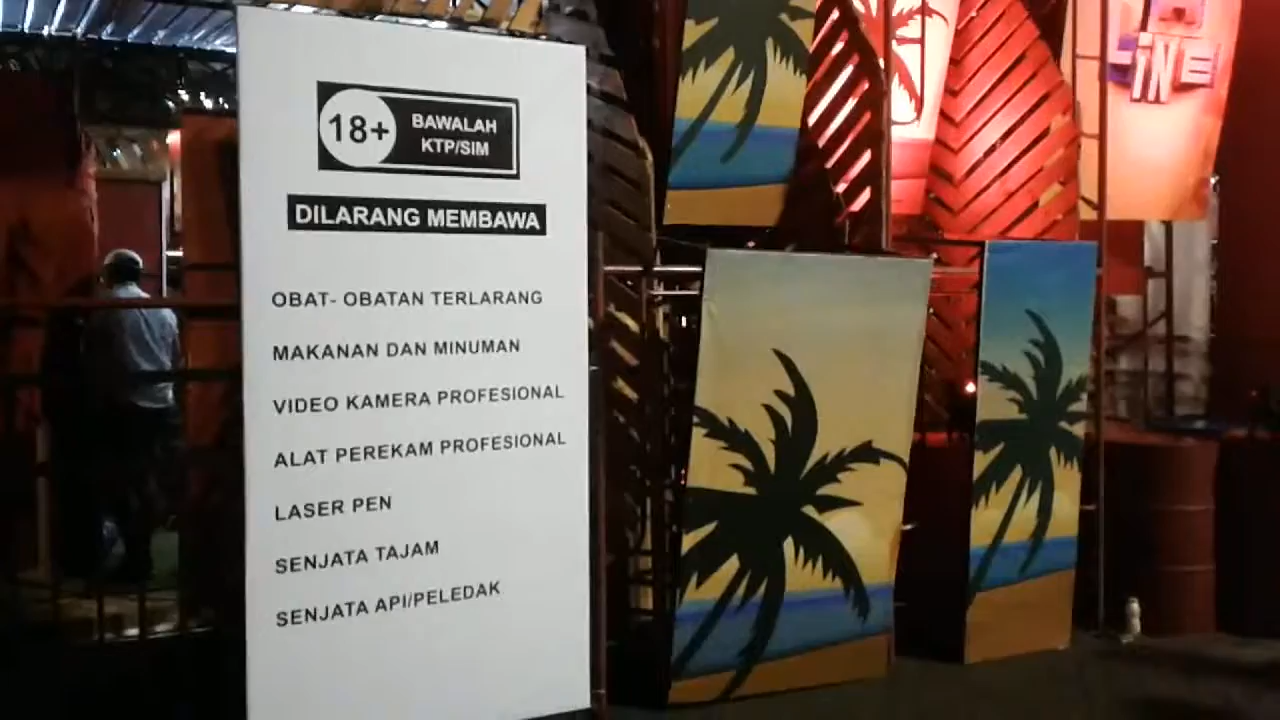 18+
BAWALAH
KTP/SIM
DILARANG MEMBAWA
OBAT- OBATAN TERLARANG
MAKANAN DAN MINUMAN
VIDEO KAMERA PROFESIONAL
ALAT PEREKAM PROFESIONAL
LASER PEN
SENJATA TAJAM
SENJATA API/PELEDAK
LINE